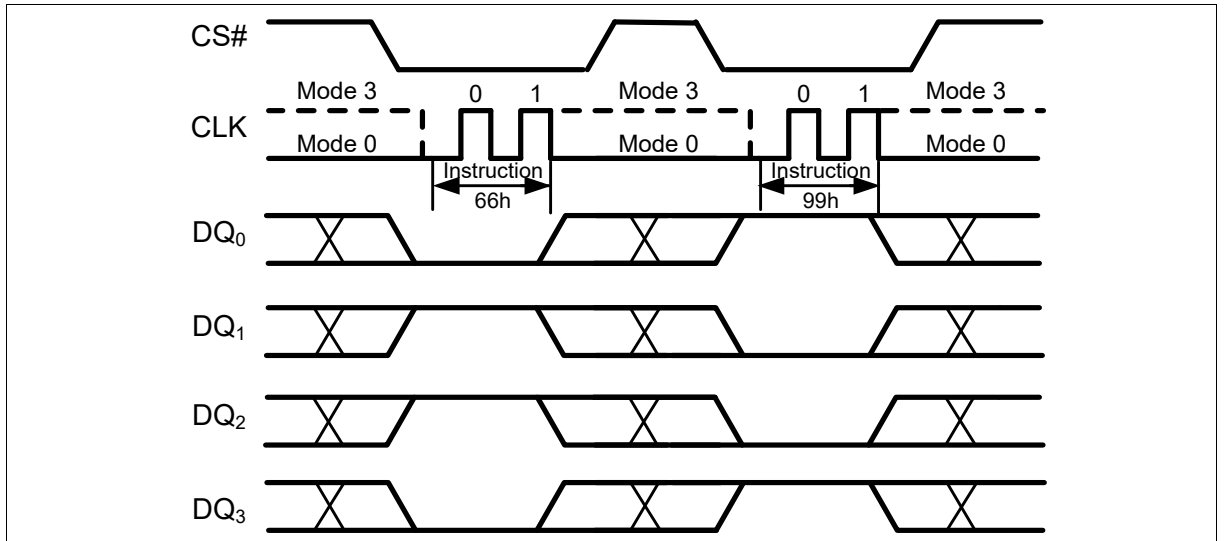 CS#
Mode 3 0 1 Mode 3 0 1 Mode 3
CLK
Mode 0 Mode 0 Mode 0
Instruction Instruction
66h 99h
DQ0
DQ1
DQ2
DQ3